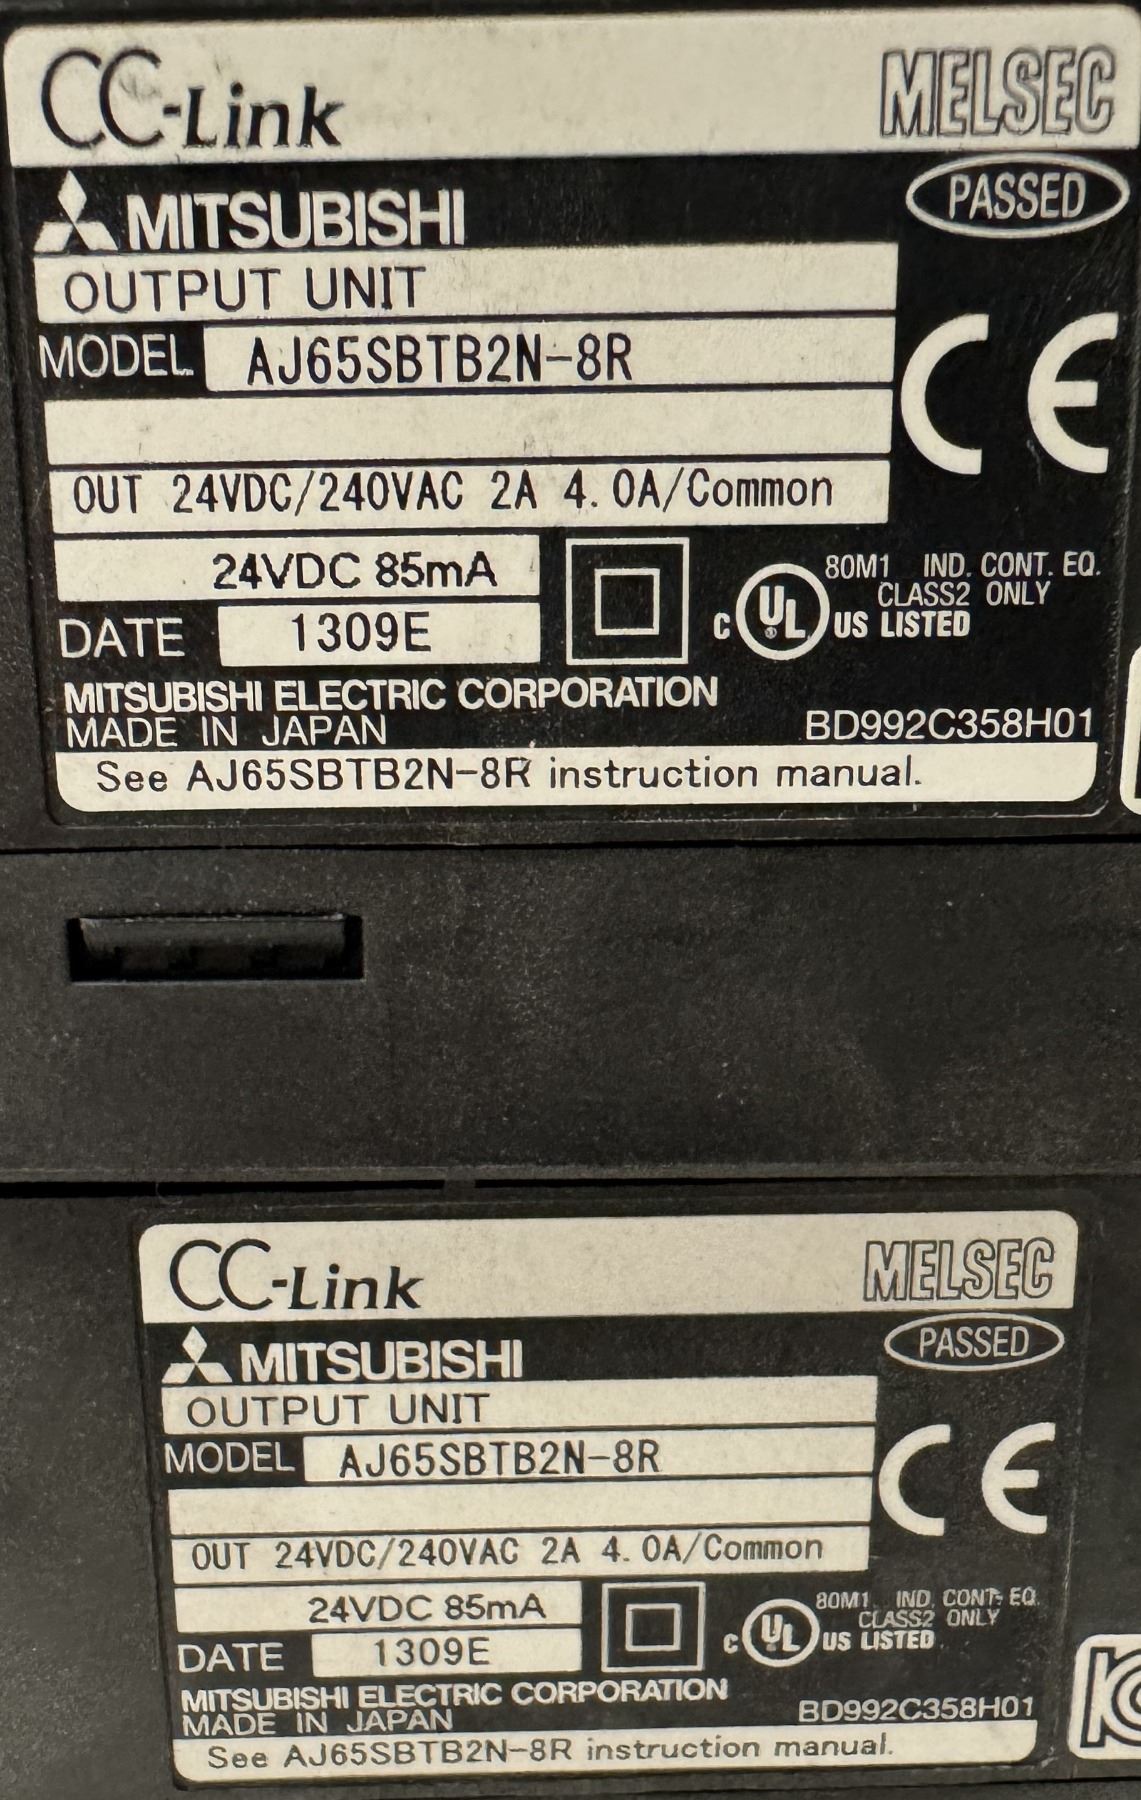 CC-Link MELSEC
MITSUBISHI PASSED
OUTPUT UNIT
MODEL AJ65SBTB2N-8R
CE
OUT 24VDC/240VAC 2A 4.0A/Common
24VDC 85mA
80M1 IND. CONT. EQ.
CLASS2 ONLY
C UL ® US LISTED
DATE 1309E
MITSUBISHI ELECTRIC CORPORATION
MADE IN JAPAN BD992C358H01
See AJ65SBTB2N-8R instruction manual.
CC-Link MELSEC
MITSUBISHI PASSED
OUTPUT UNIT
MODEL AJ65SBTB2N-8R
CE
OUT 24VDC/240VAC 2A 4.0A/Common
24VDC 85mA
80M1 IND. CONT. EQ.
CLASS2 ONLY
C UL US LISTED
DATE 1309E
MITSUBISHI ELECTRIC CORPORATION
MADE IN JAPAN BD992C358H01
See AJ65SBTB2N-8R instruction manual.